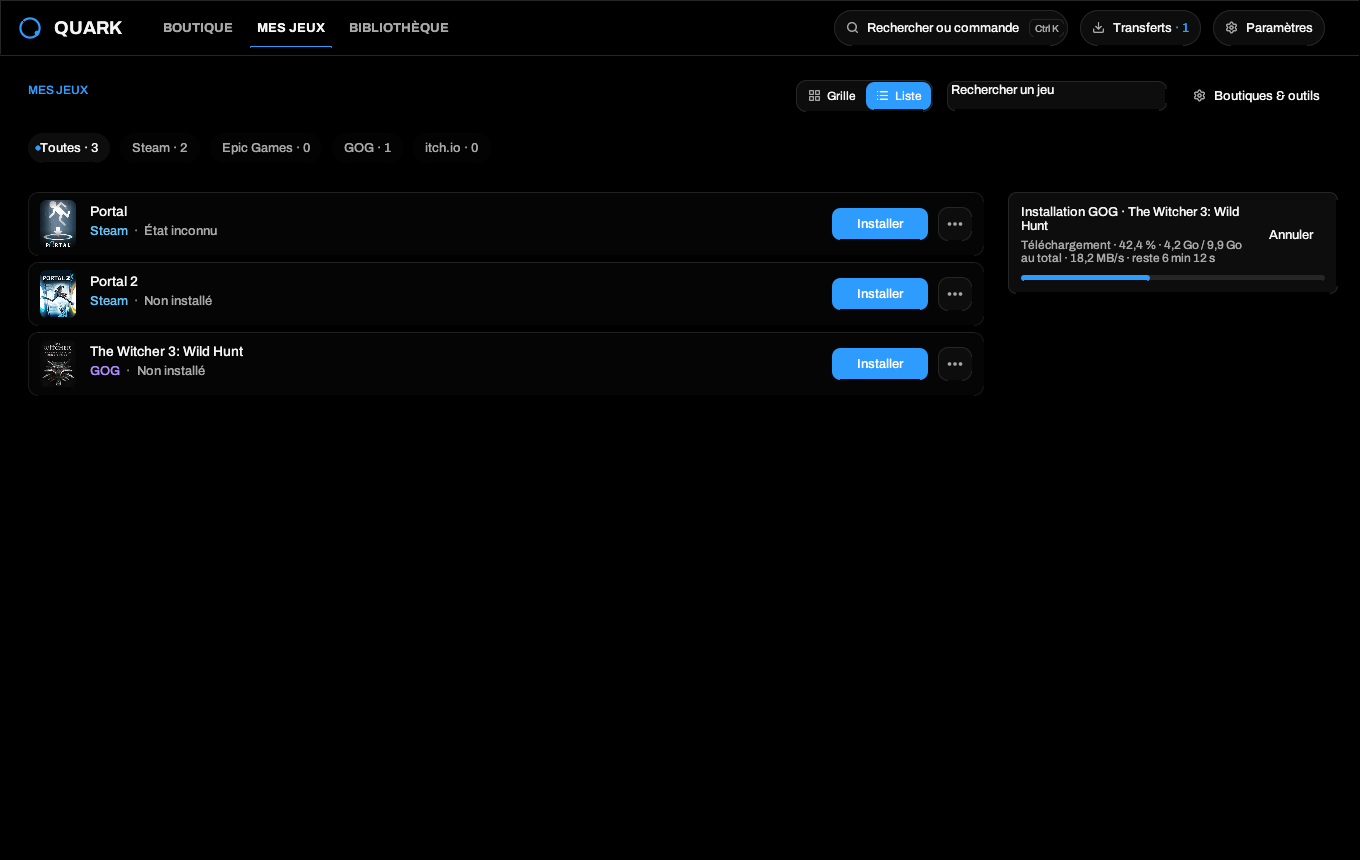 QUARK
BOUTIQUE
MES JEUX
BIBLIOTHÈQUE
Rechercher ou commande
Ctrl K
Transferts · 1
Paramètres
MES JEUX
Grille
Liste
Rechercher un jeu
Boutiques & outils
Toutes · 3
Steam · 2
Epic Games · 0
GOG · 1
itch.io · 0
PORTAL
Portal
Steam · État inconnu
Installer
PORTAL 2
Portal 2
Steam · Non installé
Installer
WITCHER
The Witcher 3: Wild Hunt
GOG · Non installé
Installer
Installation GOG · The Witcher 3: Wild
Hunt
Téléchargement · 42,4 % · 4,2 Go / 9,9 Go
au total · 18,2 MB/s · reste 6 min 12 s
Annuler